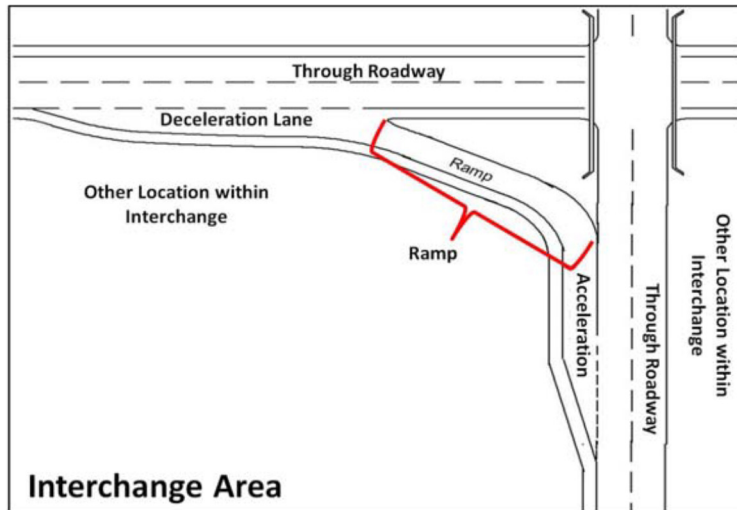 Through Roadway
Deceleration Lane
Ramp
Other Location within
Interchange
Ramp
Acceleration
Through Roadway
Other Location within
Interchange
Interchange Area